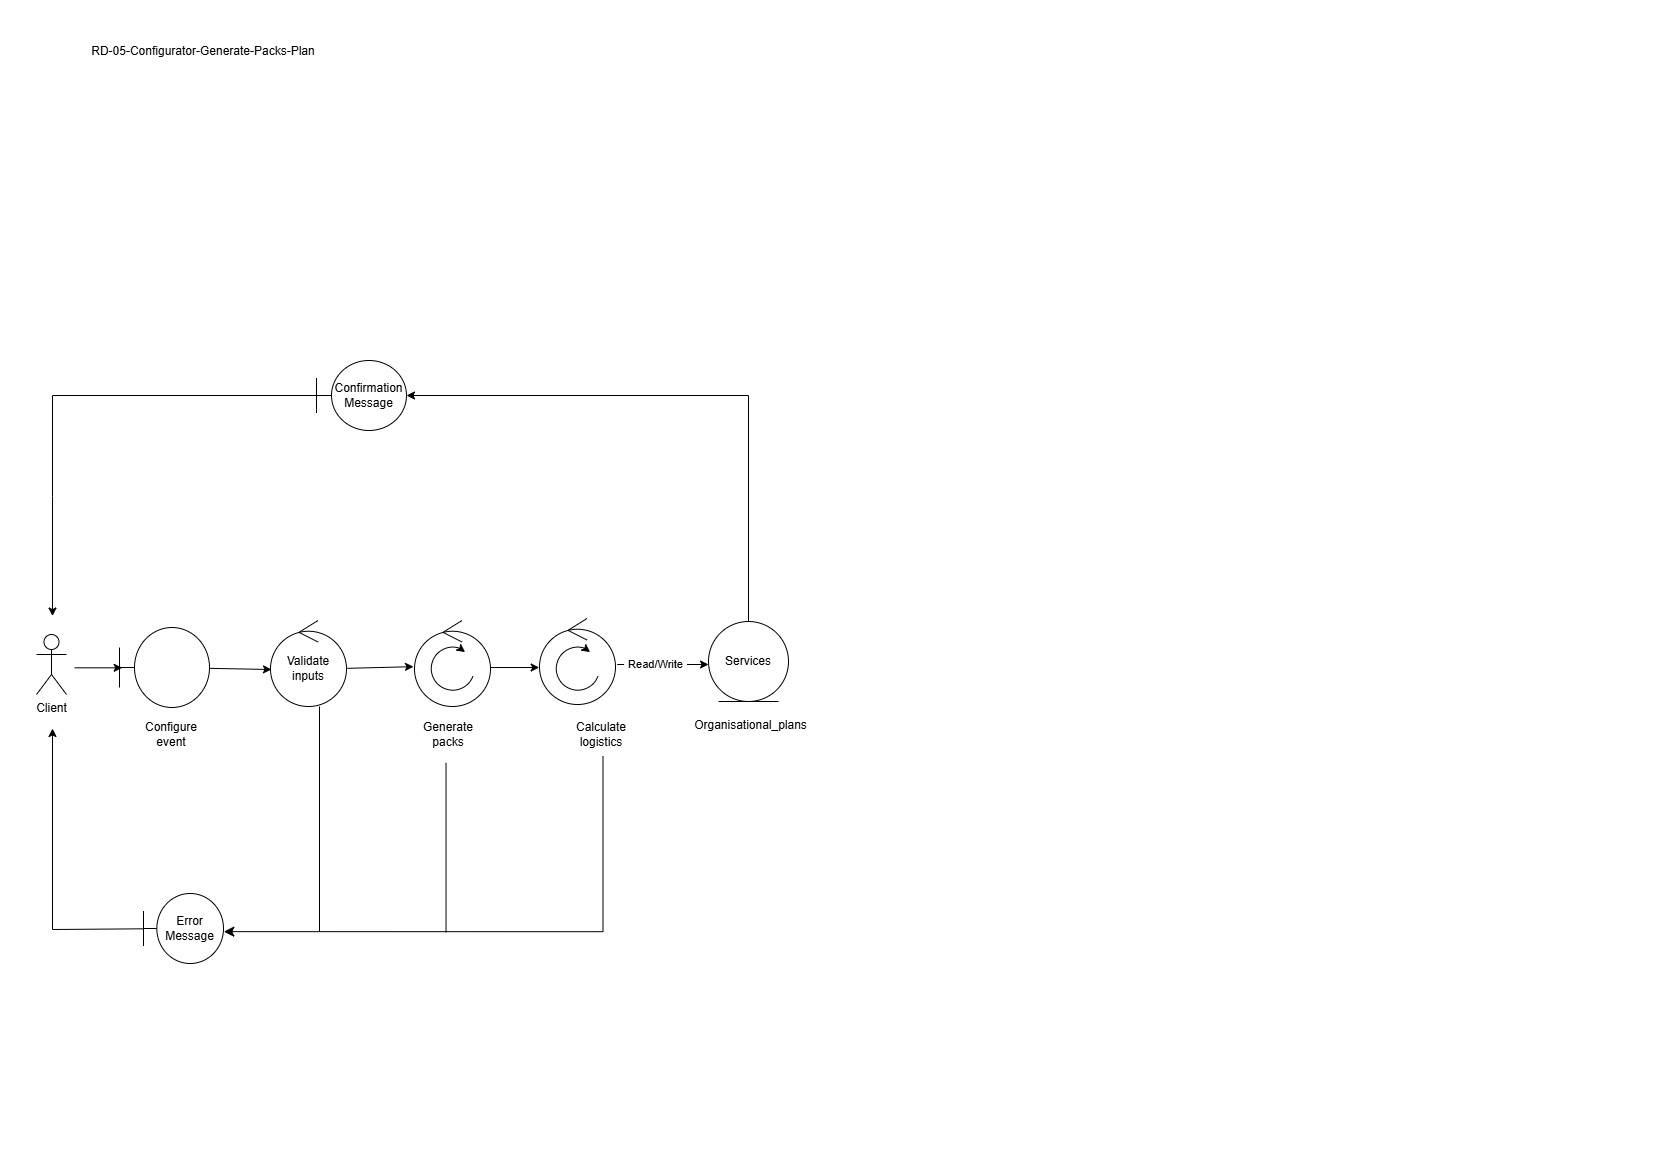 RD-05-Configurator-Generate-Packs-Plan
Confirmation
Message
Client
Configure
event
Validate
inputs
Generate
packs
Calculate
logistics
Read/Write
Services
Organisational_plans
Error
Message